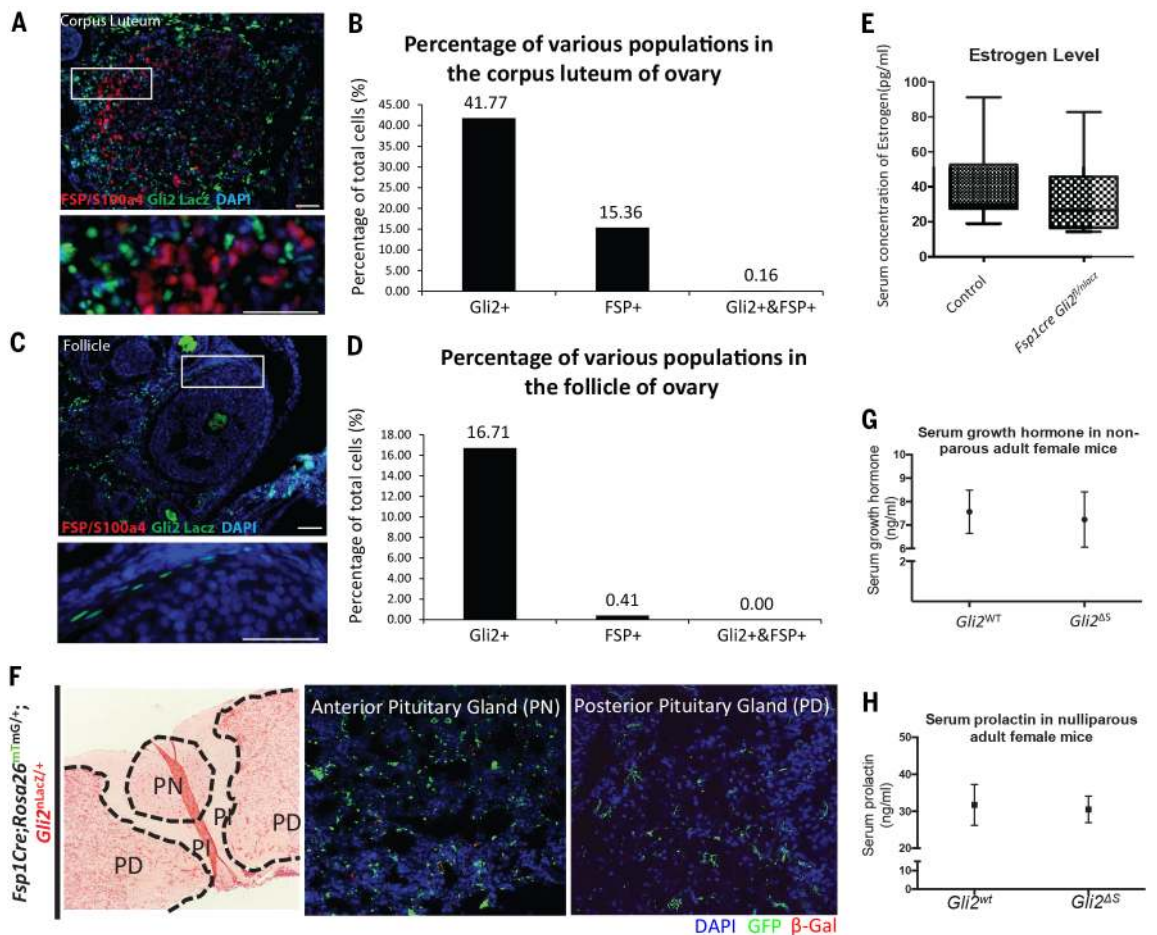 A
Corpus Luteum
FSP/S100a4 Gli2 Lacz DAPI
B
Percentage of various populations in
the corpus luteum of ovary
Percentage of total cells (%)
45.00
40.00
35.00
30.00
25.00
20.00
15.00
10.00
5.00
0.00
41.77
15.36
0.16
Gli2+
FSP+
Gli2+&FSP+
E
Estrogen Level
Serum concentration of Estrogen(pg/ml)
100
80
60
40
20
0
Control
Fsp1cre Gli2fl/nlacz
C
Follicle
FSP/S100a4 Gli2 Lacz DAPI
D
Percentage of various populations in
the follicle of ovary
Percentage of total cells (%)
18.00
16.00
14.00
12.00
10.00
8.00
6.00
4.00
2.00
0.00
16.71
0.41
0.00
Gli2+
FSP+
Gli2+&FSP+
G
Serum growth hormone in non-
parous adult female mice
Serum growth hormone
(ng/ml)
10
9
8
7
6
2
0
Gli2WT
Gli2ΔS
F
Fsp1Cre;Rosa26mTmG/+;
Gli2nLacZ/+
PN
PI
PI
PD
PD
Anterior Pituitary Gland (PN)
Posterior Pituitary Gland (PD)
DAPI GFP β-Gal
H
Serum prolactin in nulliparous
adult female mice
Serum prolactin
(ng/ml)
50
40
30
20
10
0
Gli2wt
Gli2ΔS